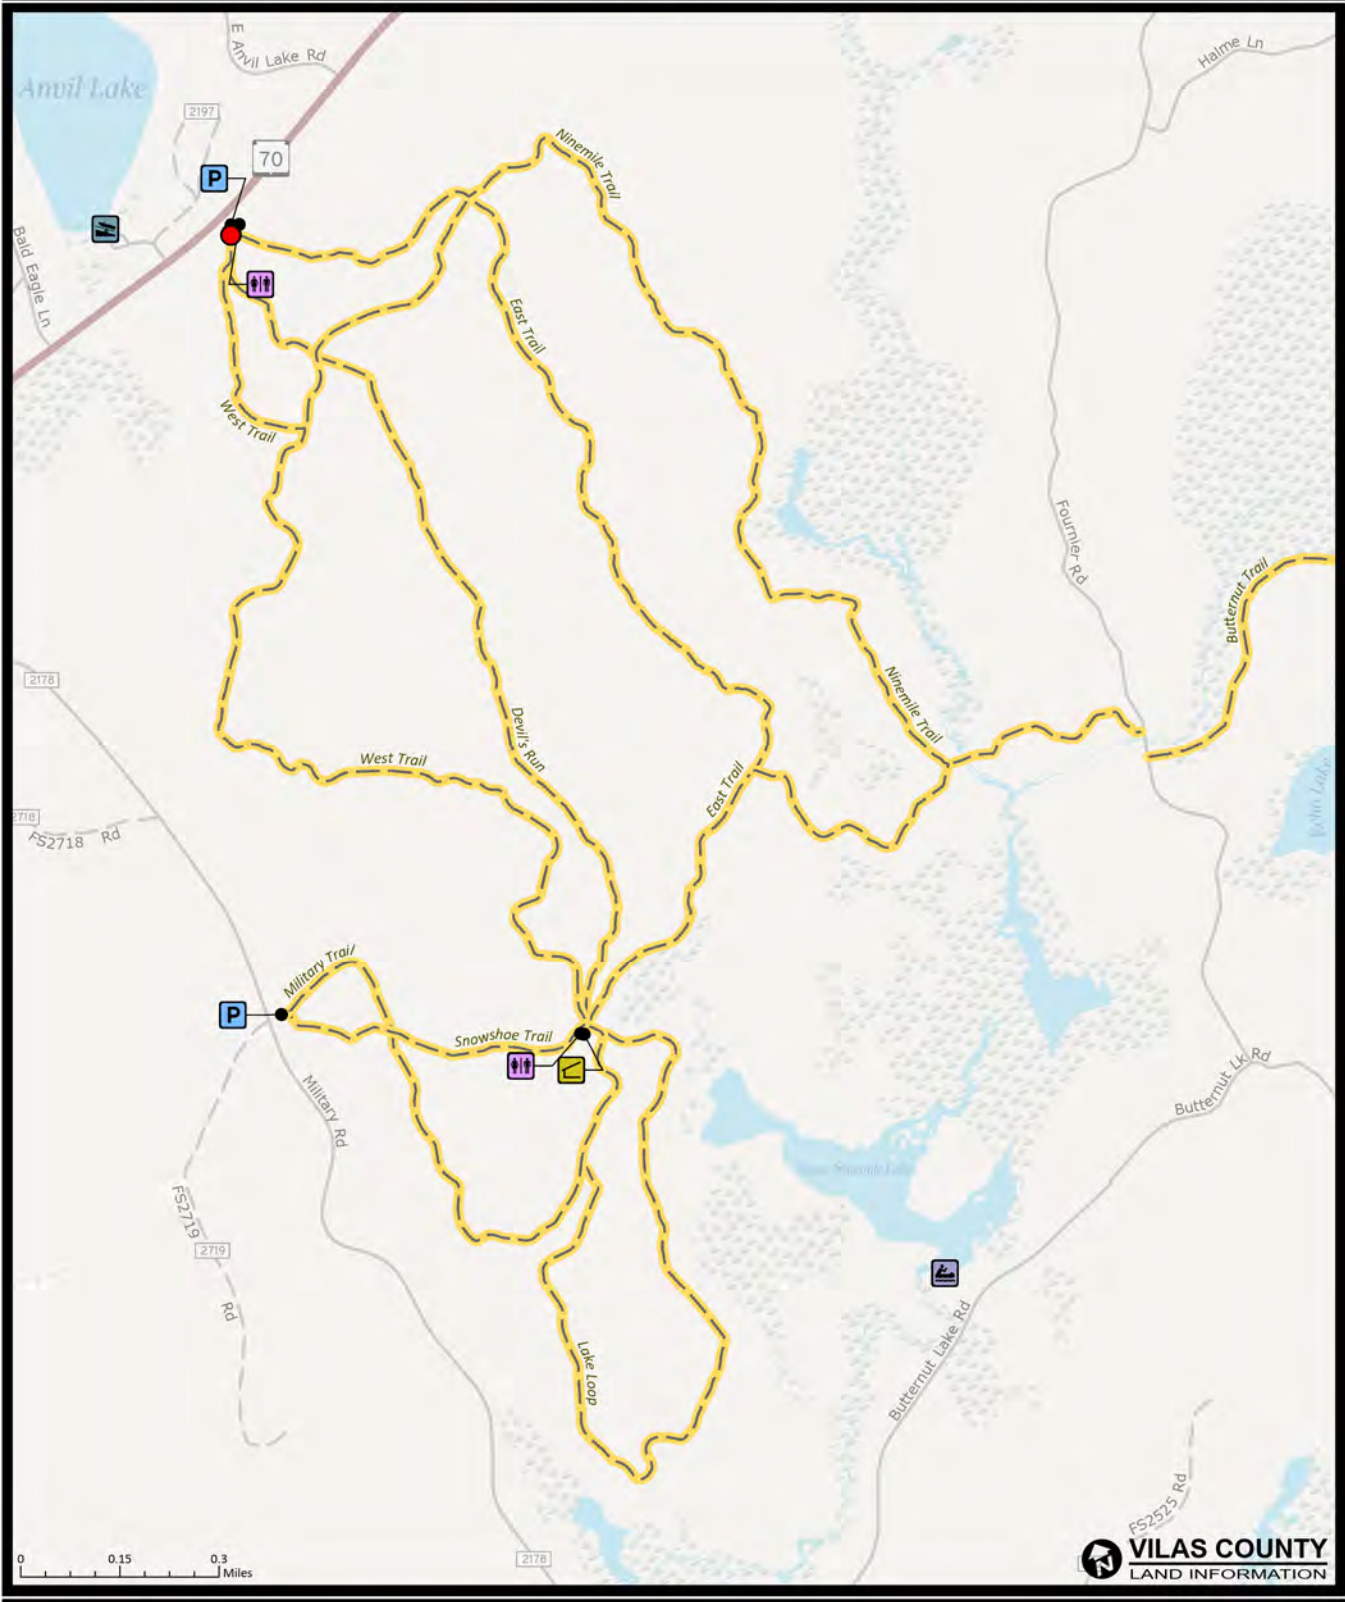 E Anvil Lake Rd
Halme Ln
Anvil Lake
2197
70
P
Ninemile Trail
Bald Eagle Ln
East Trail
West Trail
Fournier Rd
Butternut Trail
2178
Ninemile Trail
Devil's Run
West Trail
East Trail
2718
FS2718 Rd
Echo Lake
Military Trail
P
Snowshoe Trail
Butternut Lk Rd
Military Rd
FS2719 Rd
2719
Butternut Lake Rd
Lake Loop
FS2525 Rd
2178
0 0.15 0.3
Miles
N
VILAS COUNTY
LAND INFORMATION